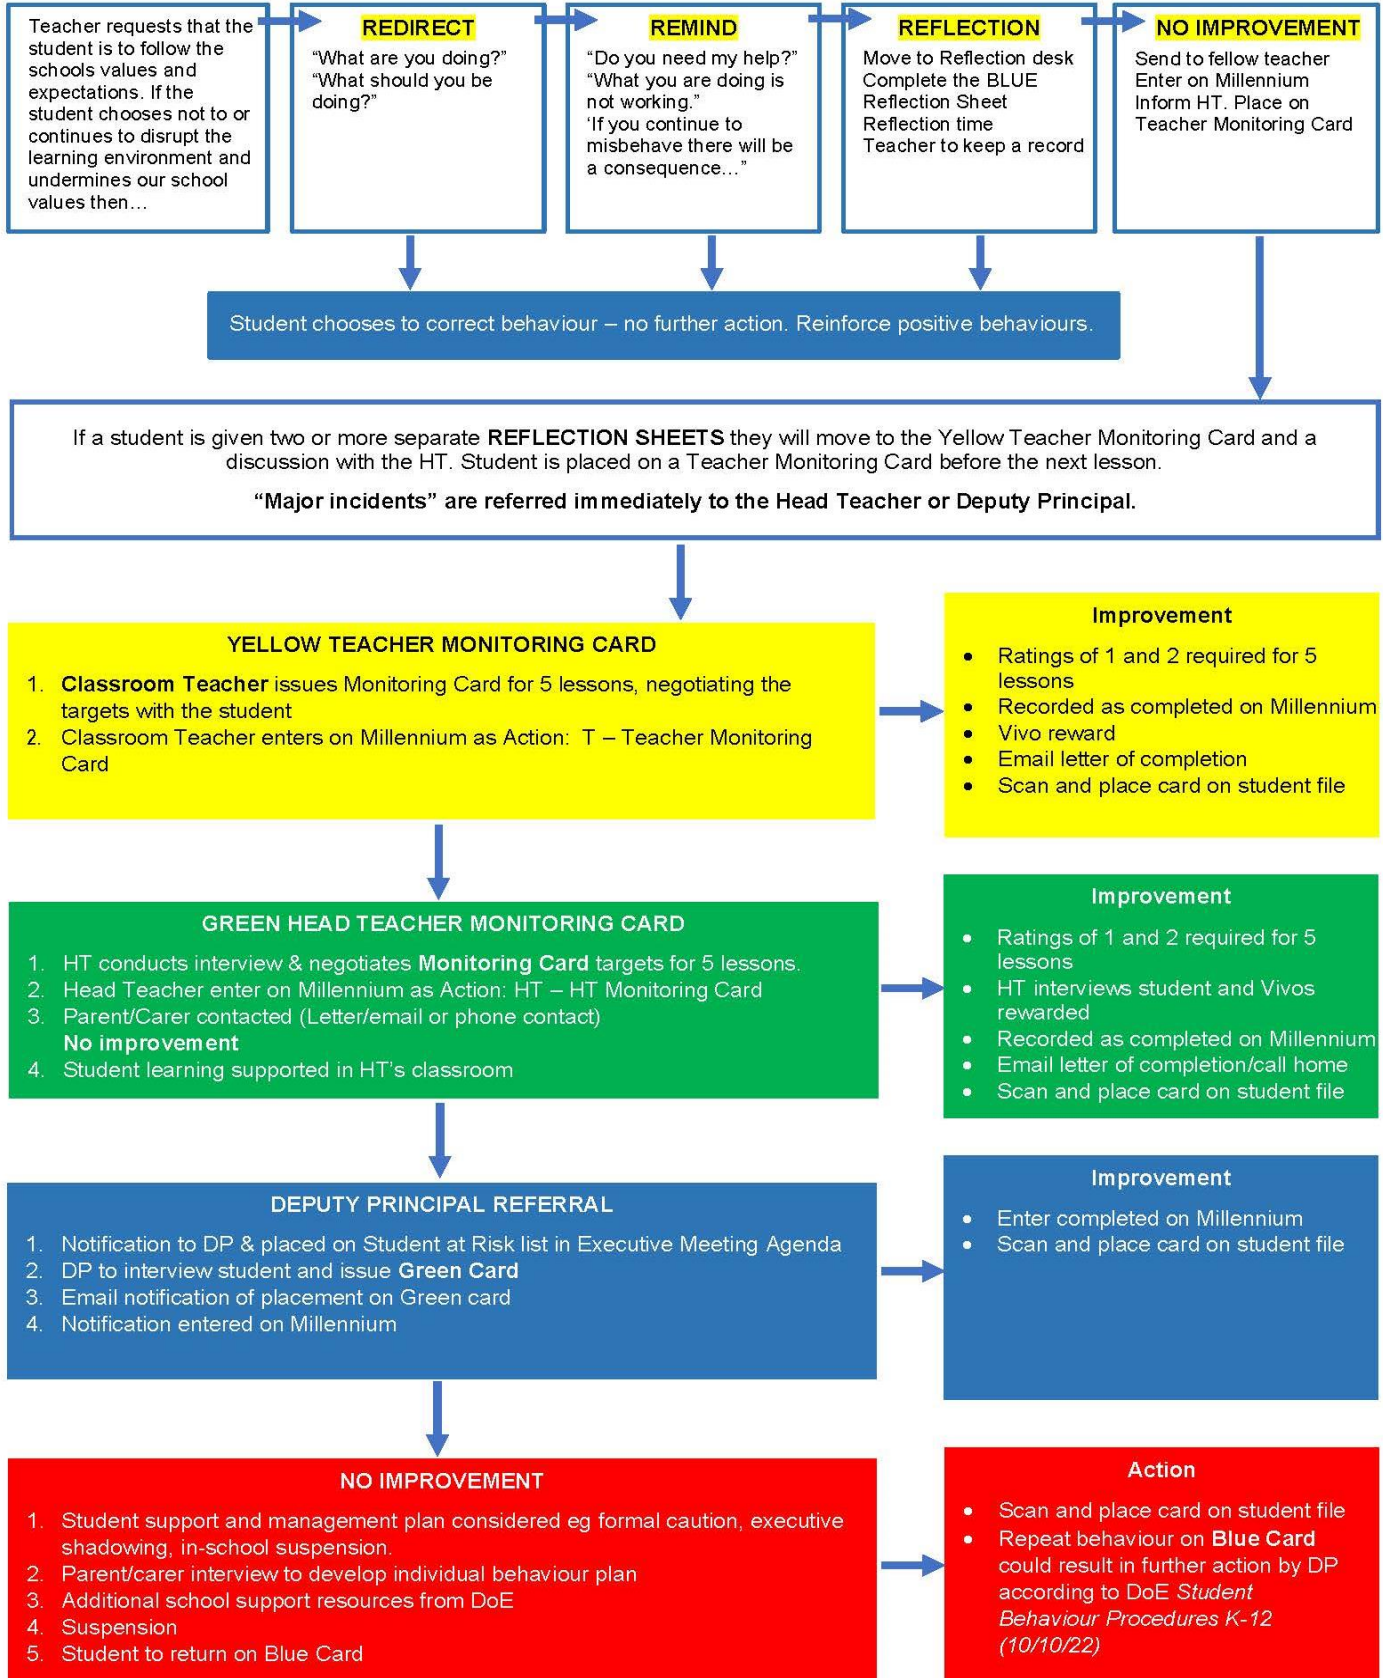 Teacher requests that the
student is to follow the
schools values and
expectations. If the
student chooses not to or
continues to disrupt the
learning environment and
undermines our school
values then…
REDIRECT
“What are you doing?”
“What should you be
doing?”
REMIND
“Do you need my help?”
“What you are doing is
not working.”
‘If you continue to
misbehave there will be
a consequence…”
REFLECTION
Move to Reflection desk
Complete the BLUE
Reflection Sheet
Reflection time
Teacher to keep a record
NO IMPROVEMENT
Send to fellow teacher
Enter on Millennium
Inform HT. Place on
Teacher Monitoring Card
Student chooses to correct behaviour – no further action. Reinforce positive behaviours.
If a student is given two or more separate REFLECTION SHEETS they will move to the Yellow Teacher Monitoring Card and a
discussion with the HT. Student is placed on a Teacher Monitoring Card before the next lesson.
“Major incidents” are referred immediately to the Head Teacher or Deputy Principal.
YELLOW TEACHER MONITORING CARD
1. Classroom Teacher issues Monitoring Card for 5 lessons, negotiating the
targets with the student
2. Classroom Teacher enters on Millennium as Action: T – Teacher Monitoring
Card
Improvement
• Ratings of 1 and 2 required for 5
lessons
• Recorded as completed on Millennium
• Vivo reward
• Email letter of completion
• Scan and place card on student file
GREEN HEAD TEACHER MONITORING CARD
1. HT conducts interview & negotiates Monitoring Card targets for 5 lessons.
2. Head Teacher enter on Millennium as Action: HT – HT Monitoring Card
3. Parent/Carer contacted (Letter/email or phone contact)
No improvement
4. Student learning supported in HT’s classroom
Improvement
• Ratings of 1 and 2 required for 5
lessons
• HT interviews student and Vivos
rewarded
• Recorded as completed on Millennium
• Email letter of completion/call home
• Scan and place card on student file
DEPUTY PRINCIPAL REFERRAL
1. Notification to DP & placed on Student at Risk list in Executive Meeting Agenda
2. DP to interview student and issue Green Card
3. Email notification of placement on Green card
4. Notification entered on Millennium
Improvement
• Enter completed on Millennium
• Scan and place card on student file
NO IMPROVEMENT
1. Student support and management plan considered eg formal caution, executive
shadowing, in-school suspension.
2. Parent/carer interview to develop individual behaviour plan
3. Additional school support resources from DoE
4. Suspension
5. Student to return on Blue Card
Action
• Scan and place card on student file
• Repeat behaviour on Blue Card
could result in further action by DP
according to DoE Student
Behaviour Procedures K-12
(10/10/22)